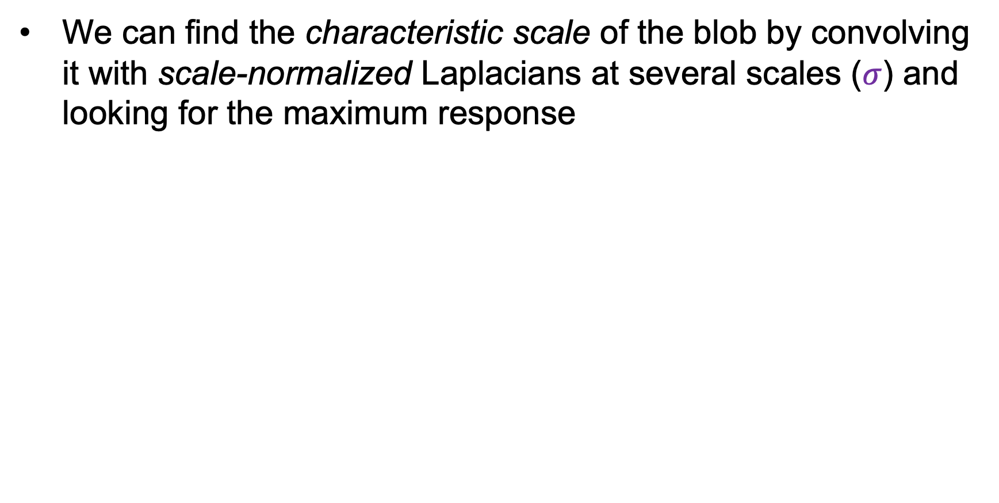 • We can find the characteristic scale of the blob by convolving
it with scale-normalized Laplacians at several scales (σ) and
looking for the maximum response